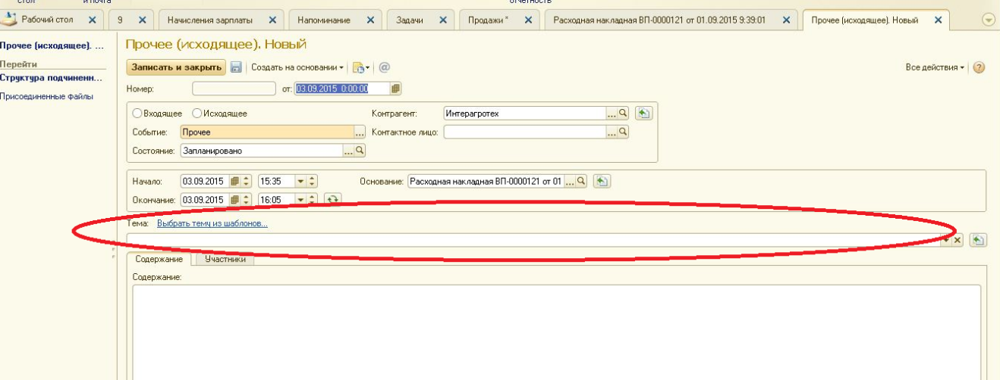 стол и почта отчетность
Рабочий стол 9 Начисления зарплаты Напоминание Задачи Продажи * Расходная накладная ВП-0000121 от 01.09.2015 9:39:01 Прочее (исходящее). Новый
Прочее (исходящее). ...
Перейти
Структура подчиненн...
Присоединенные файлы
Прочее (исходящее). Новый
Записать и закрыть Создать на основании @ Все действия ?
Номер: от: 03.09.2015 0:00:00
Входящее Исходящее Контрагент: Интерагротех ...
Событие: Прочее ... Контактное лицо: ...
Состояние: Запланировано ...
Начало: 03.09.2015 15:35 Основание: Расходная накладная ВП-0000121 от 01 ...
Окончание: 03.09.2015 16:05
Тема: Выбрать тему из шаблонов...
Содержание Участники
Содержание: